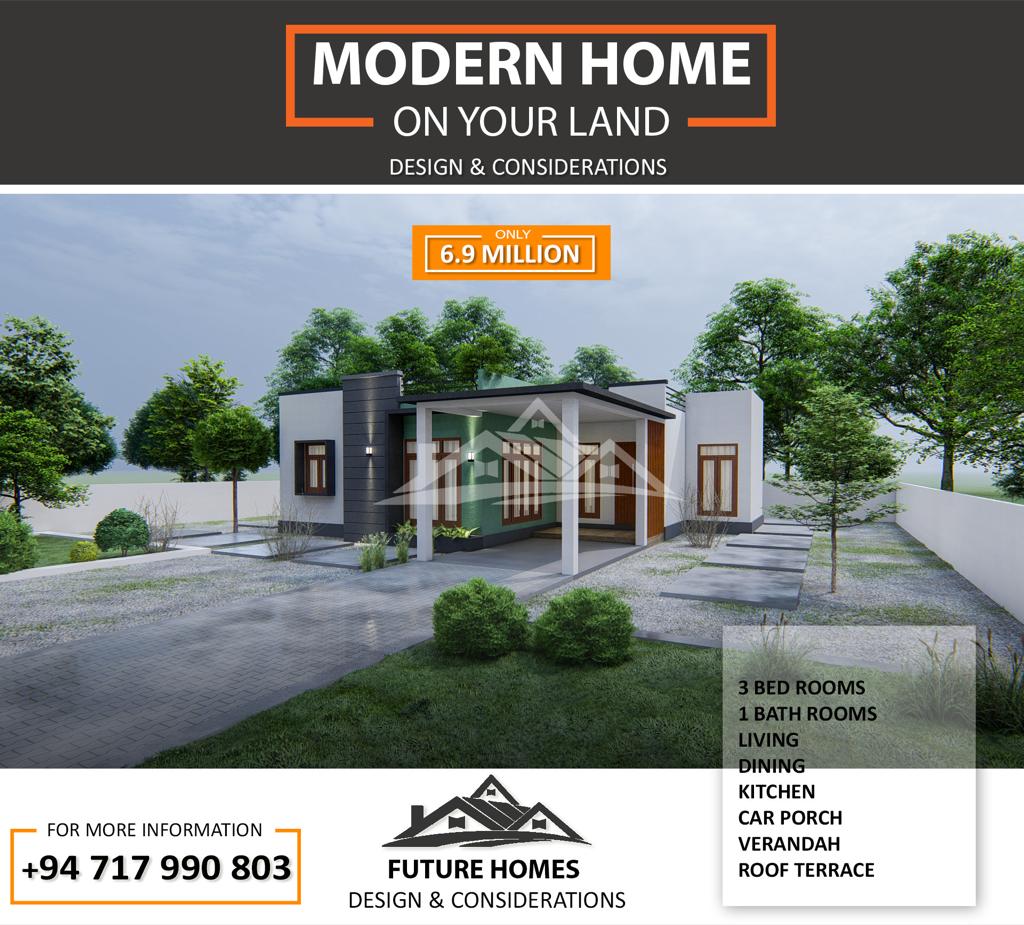 MODERN HOME
ON YOUR LAND
DESIGN & CONSIDERATIONS
ONLY
6.9 MILLION
3 BED ROOMS
1 BATH ROOMS
LIVING
DINING
KITCHEN
CAR PORCH
VERANDAH
ROOF TERRACE
FOR MORE INFORMATION
+94 717 990 803
FUTURE HOMES
DESIGN & CONSIDERATIONS